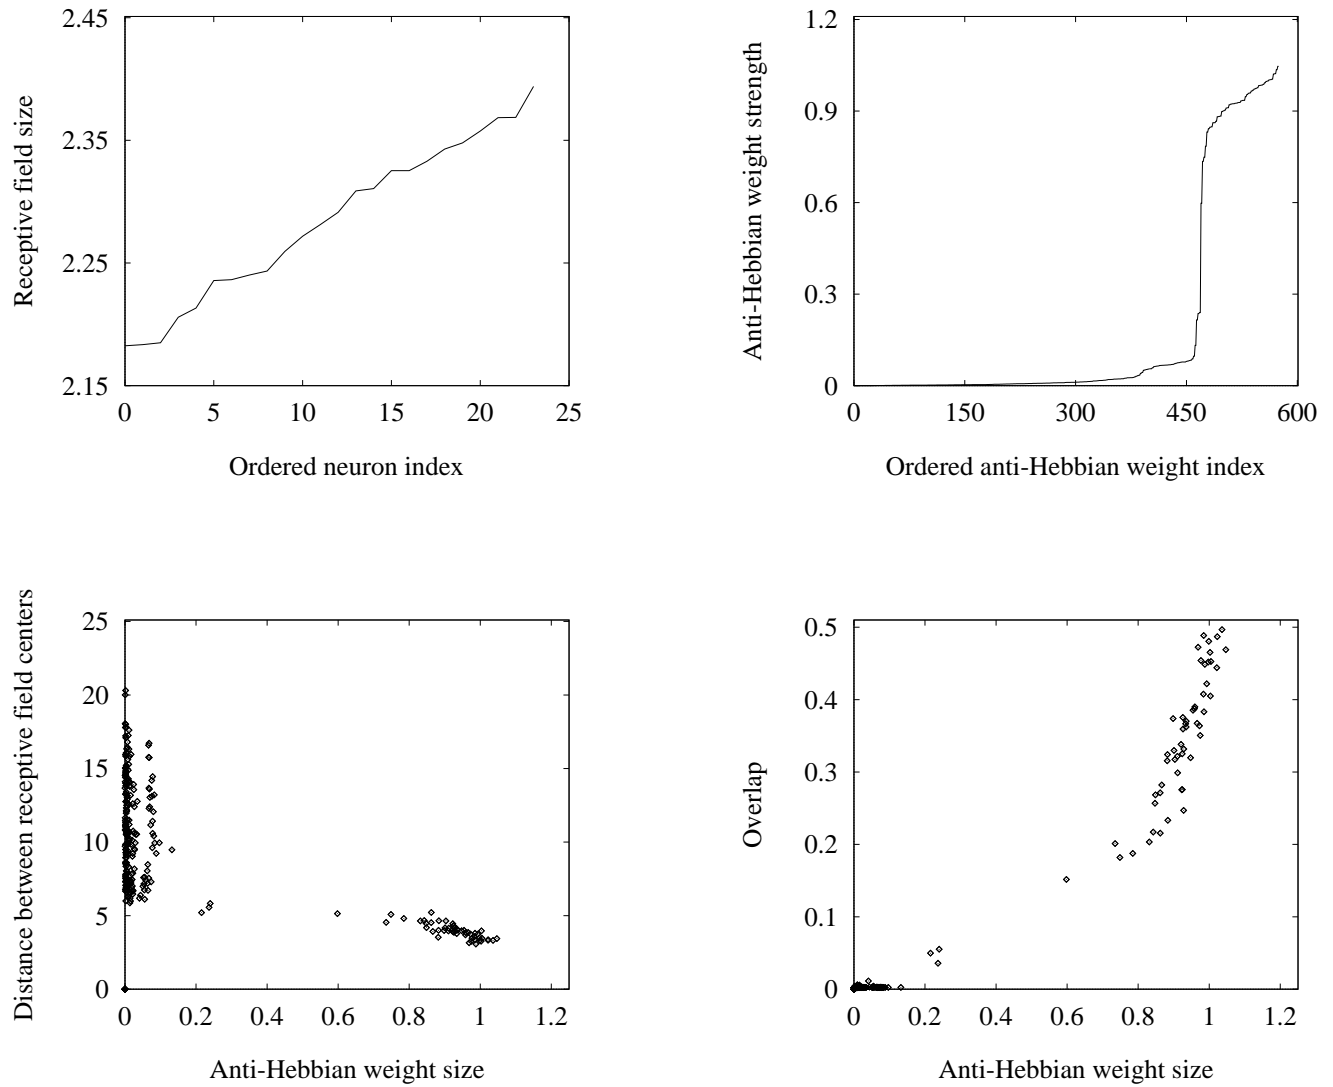 2.45
2.35
2.25
2.15
0 5 10 15 20 25
Receptive field size
Ordered neuron index
1.2
0.9
0.6
0.3
0
0 150 300 450 600
Anti-Hebbian weight strength
Ordered anti-Hebbian weight index
25
20
15
10
5
0
0 0.2 0.4 0.6 0.8 1 1.2
Distance between receptive field centers
Anti-Hebbian weight size
0.5
0.4
0.3
0.2
0.1
0
0 0.2 0.4 0.6 0.8 1 1.2
Overlap
Anti-Hebbian weight size